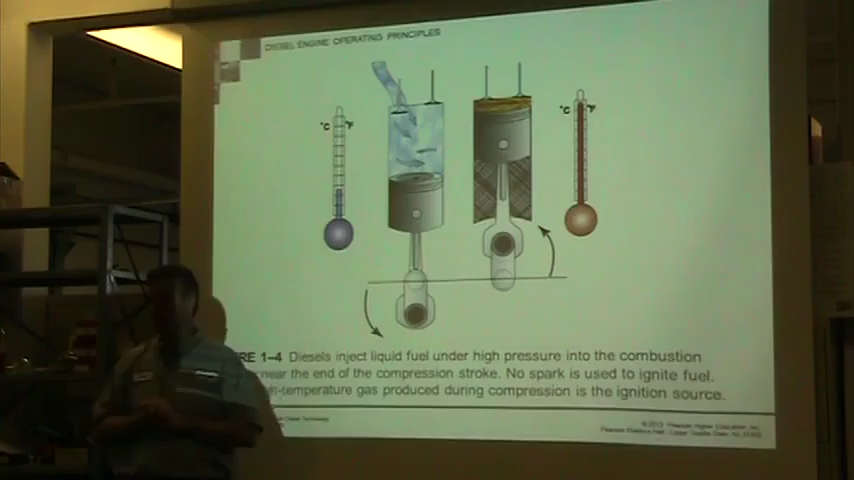 DIESEL ENGINE OPERATING PRINCIPLES
°C °F °C °F
RE 1–4 Diesels inject liquid fuel under high pressure into the combustion
near the end of the compression stroke. No spark is used to ignite fuel.
-temperature gas produced during compression is the ignition source.
Technology